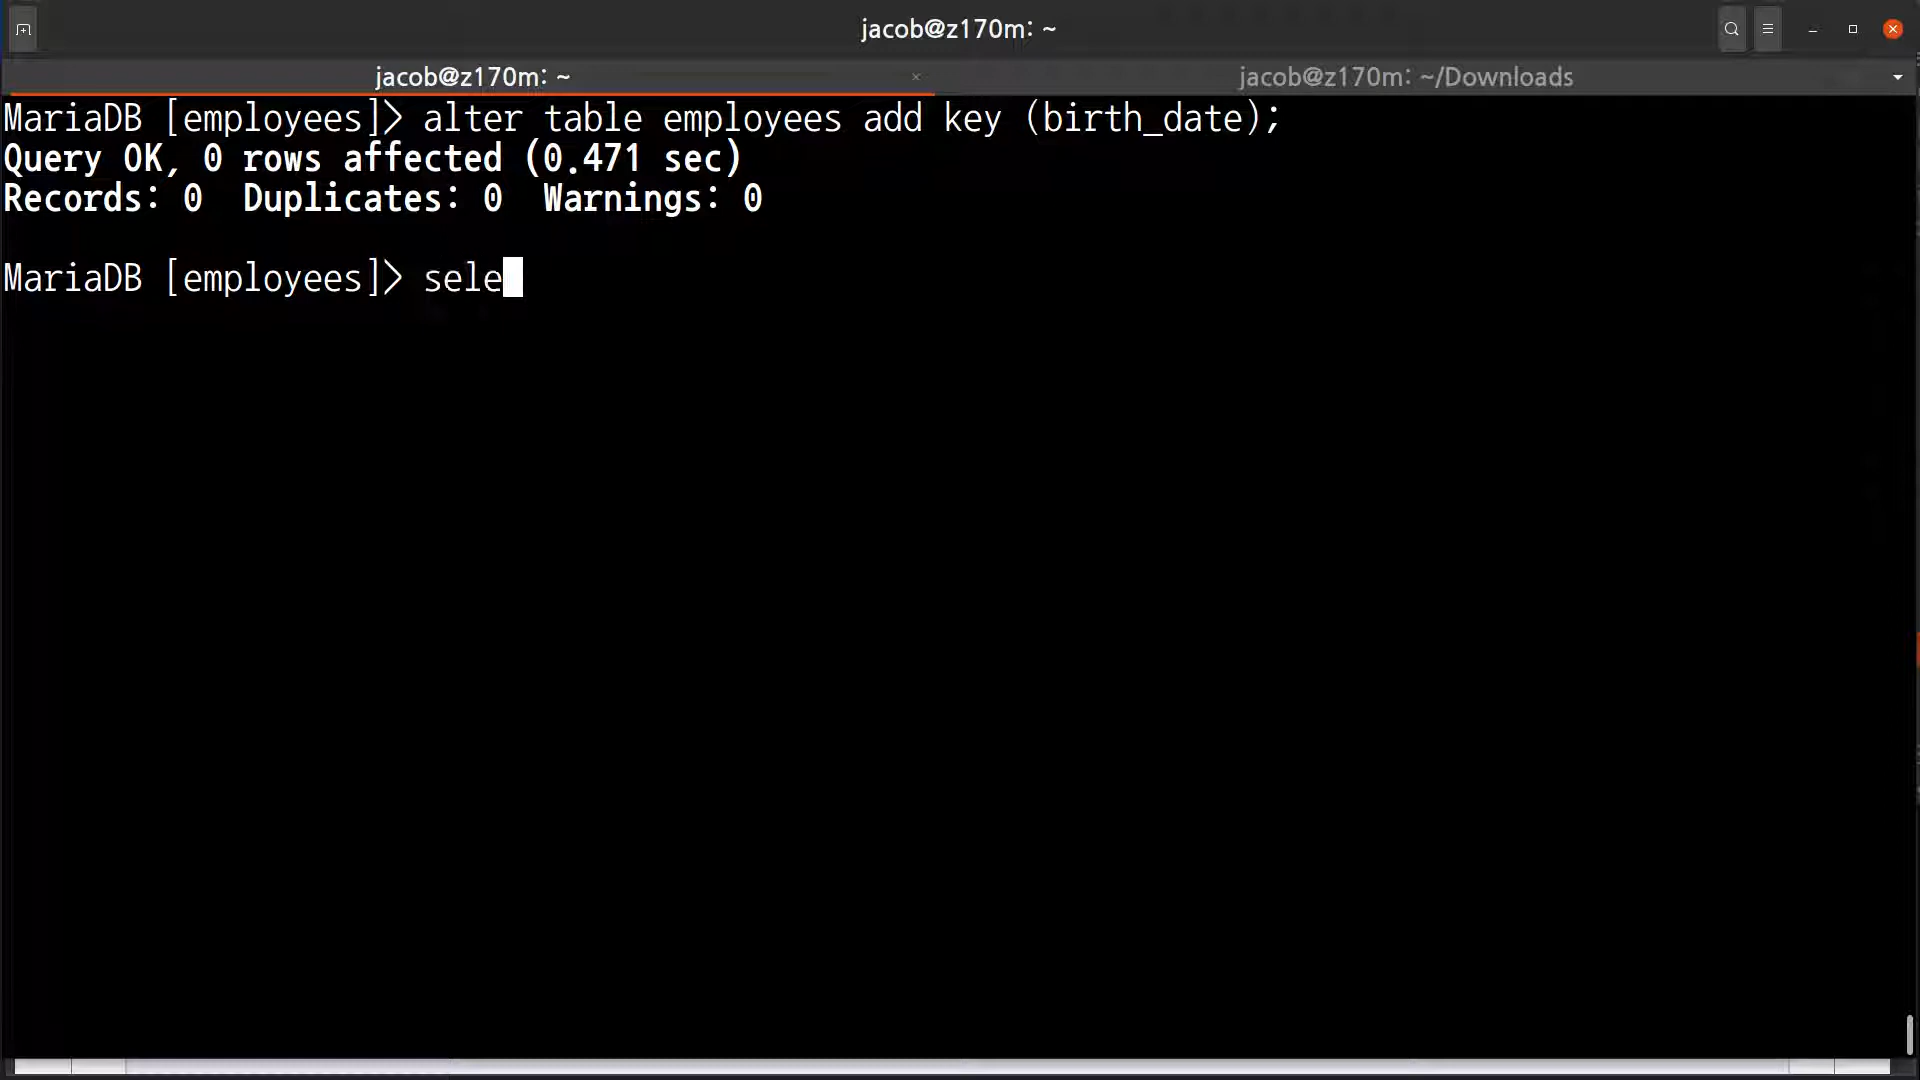 jacob@z170m: ~
jacob@z170m: ~
jacob@z170m: ~/Downloads
MariaDB [employees]> alter table employees add key (birth_date);
Query OK, 0 rows affected (0.471 sec)
Records: 0  Duplicates: 0  Warnings: 0
MariaDB [employees]> sele